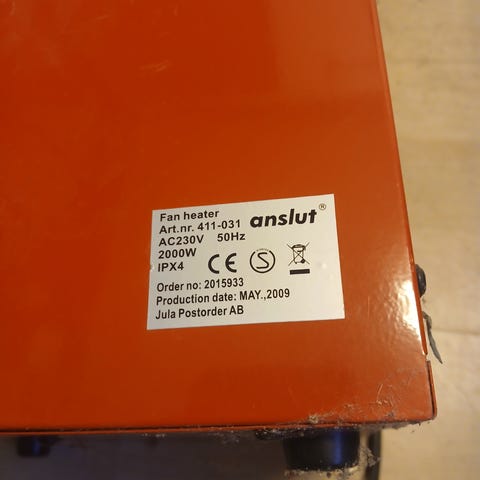 Fan heater
Art.nr. 411-031 anslut®
AC230V 50Hz
2000W
IPX4 CE S
Order no: 2015933
Production date: MAY.,2009
Jula Postorder AB